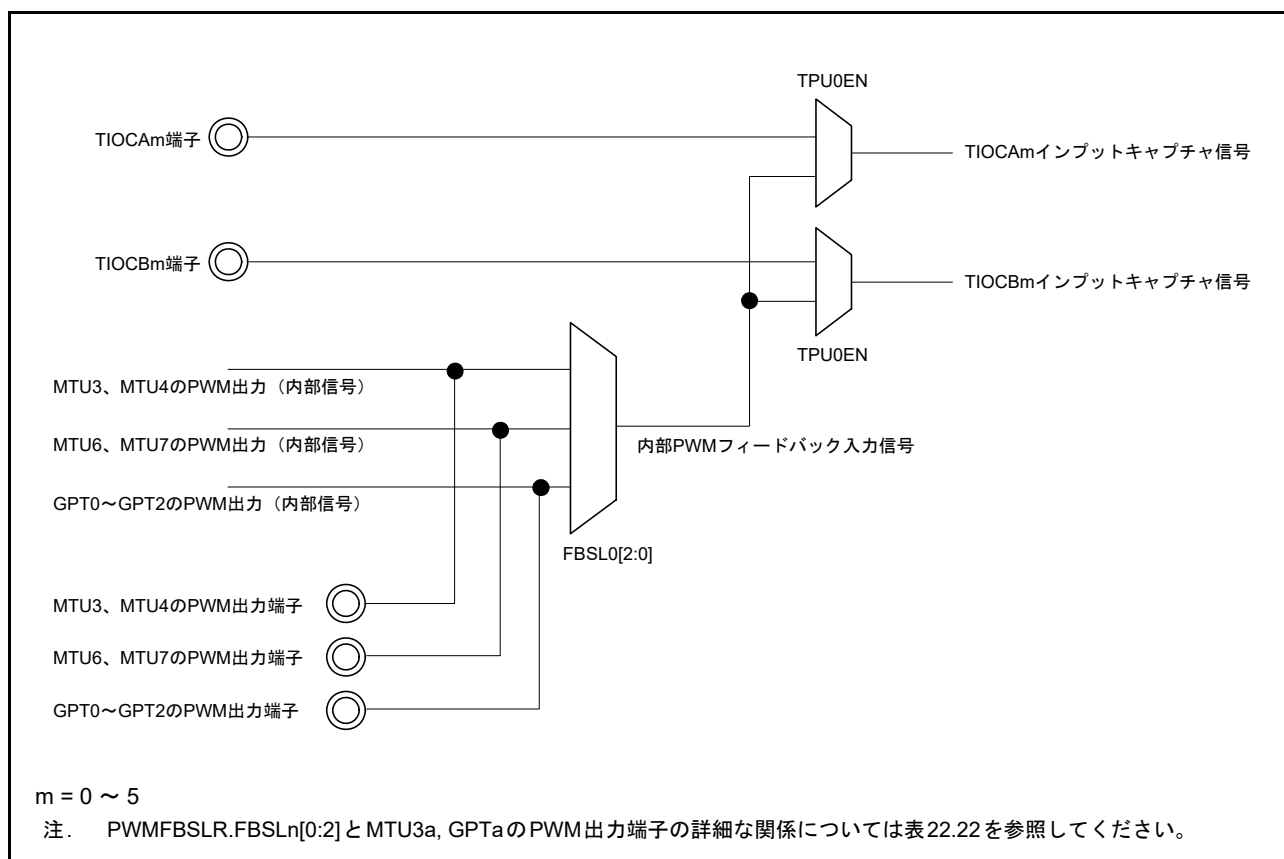 TPU0EN
TIOCAm端子
TIOCAmインプットキャプチャ信号
TIOCBm端子
TIOCBmインプットキャプチャ信号
TPU0EN
MTU3、MTU4のPWM出力（内部信号）
MTU6、MTU7のPWM出力（内部信号）
内部PWMフィードバック入力信号
GPT0～GPT2のPWM出力（内部信号）
FBSL0[2:0]
MTU3、MTU4のPWM出力端子
MTU6、MTU7のPWM出力端子
GPT0～GPT2のPWM出力端子
m = 0 ～ 5
注. PWMFBSLR.FBSLn[0:2]とMTU3a, GPTaのPWM出力端子の詳細な関係については表22.22を参照してください。